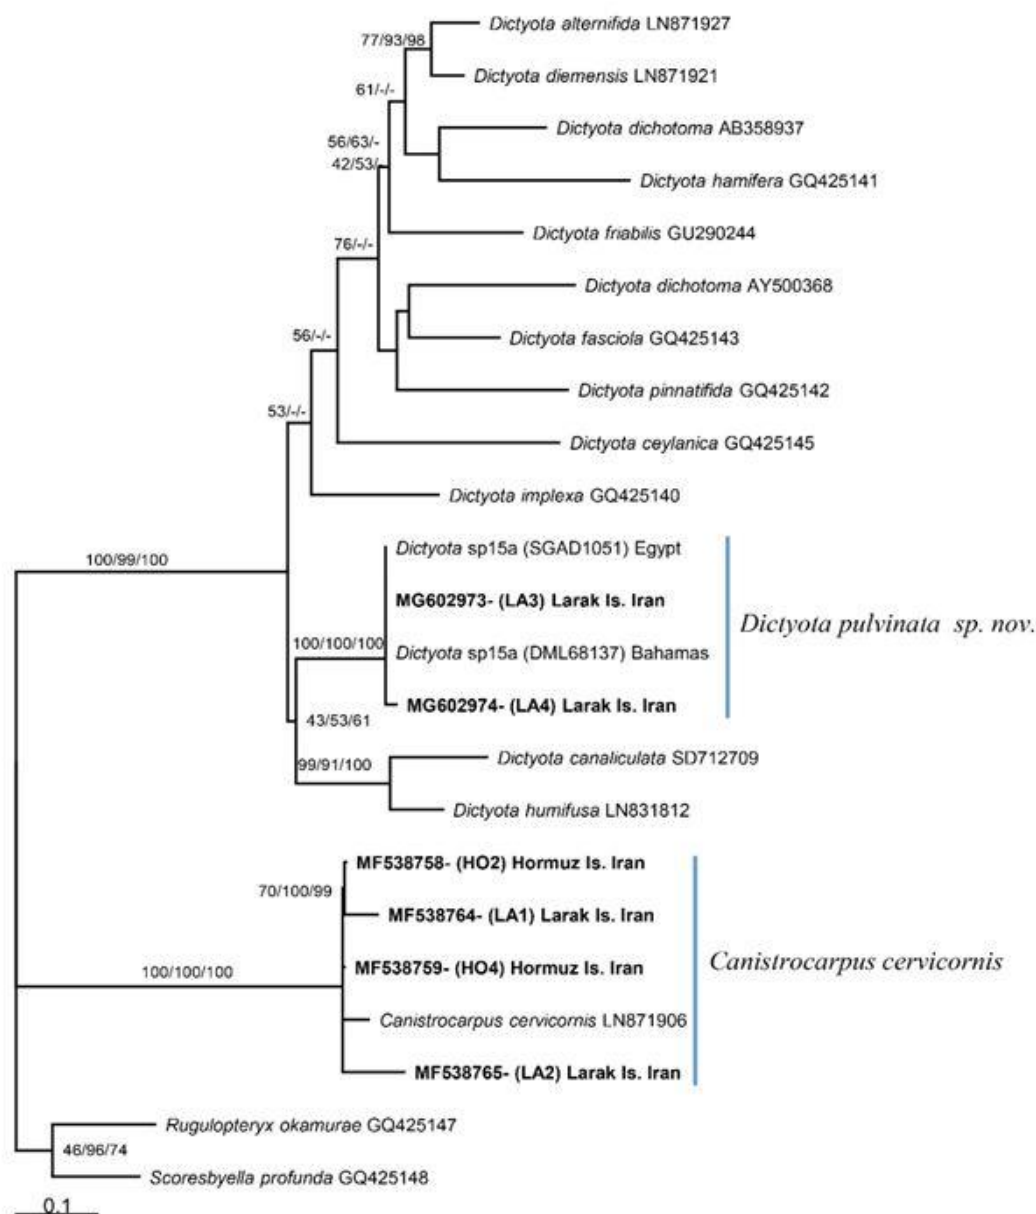 Dictyota alternifida LN871927
77/93/98
Dictyota diemensis LN871921
61/-/-
Dictyota dichotoma AB358937
56/63/-
42/53/-
Dictyota hamifera GQ425141
Dictyota friabilis GU290244
76/-/-
Dictyota dichotoma AY500368
56/-/-
Dictyota fasciola GQ425143
Dictyota pinnatifida GQ425142
53/-/-
Dictyota ceylanica GQ425145
Dictyota implexa GQ425140
100/99/100
Dictyota sp15a (SGAD1051) Egypt
MG602973- (LA3) Larak Is. Iran
Dictyota pulvinata sp. nov.
100/100/100
Dictyota sp15a (DML68137) Bahamas
MG602974- (LA4) Larak Is. Iran
43/53/61
99/91/100
Dictyota canaliculata SD712709
Dictyota humifusa LN831812
MF538758- (HO2) Hormuz Is. Iran
70/100/99
MF538764- (LA1) Larak Is. Iran
100/100/100
MF538759- (HO4) Hormuz Is. Iran
Canistrocarpus cervicornis
Canistrocarpus cervicornis LN871906
MF538765- (LA2) Larak Is. Iran
Rugulopteryx okamurae GQ425147
46/96/74
Scoresbyella profunda GQ425148
0.1